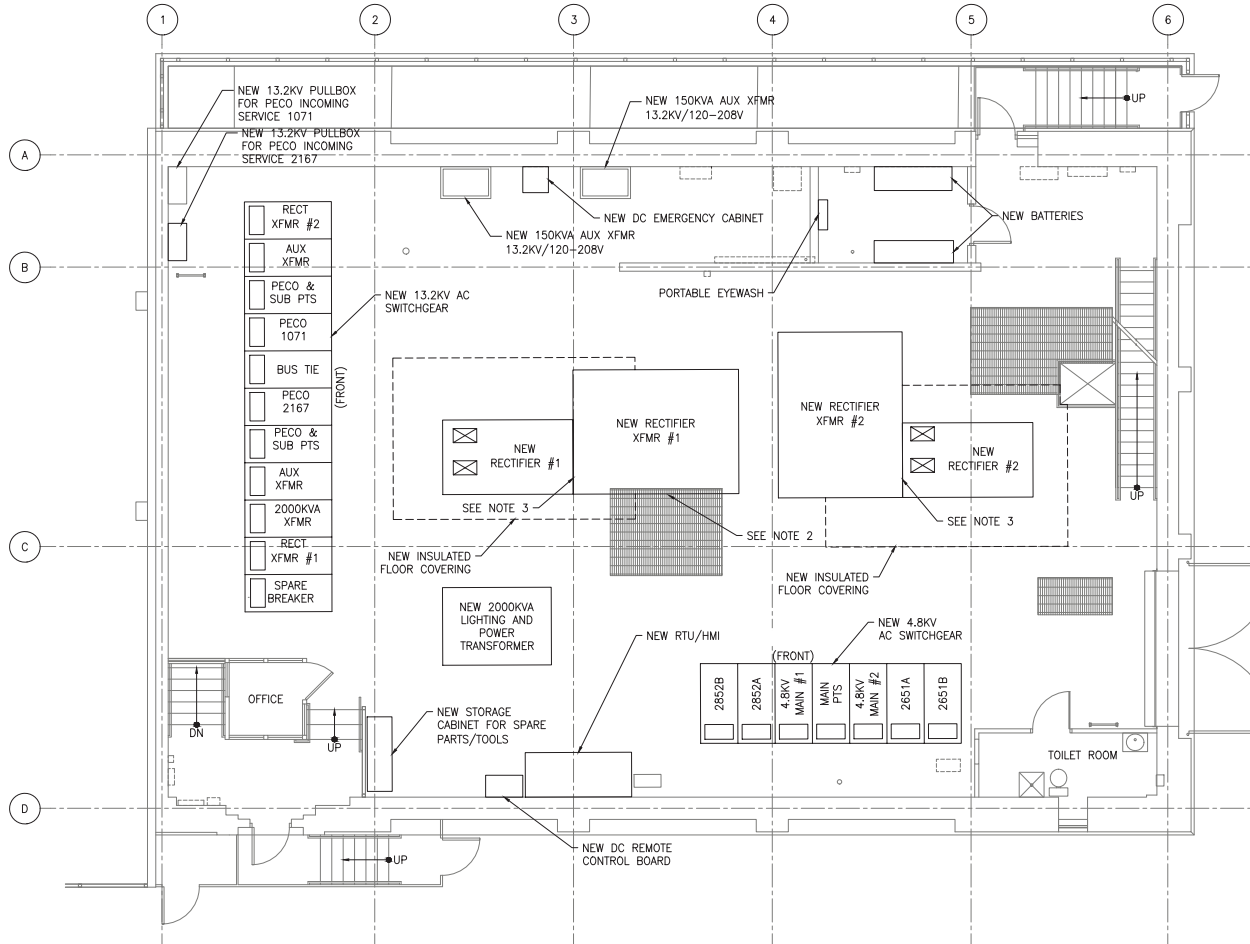 1
2
3
4
5
6
NEW 13.2KV PULLBOX
FOR PECO INCOMING
SERVICE 1071
NEW 13.2KV PULLBOX
FOR PECO INCOMING
SERVICE 2167
NEW 150KVA AUX XFMR
13.2KV/120-208V
UP
A
RECT
XFMR #2
NEW DC EMERGENCY CABINET
NEW BATTERIES
NEW 150KVA AUX XFMR
13.2KV/120-208V
AUX
XFMR
B
PECO &
SUB PTS
NEW 13.2KV AC
SWITCHGEAR
PORTABLE EYEWASH
PECO
1071
BUS TIE
(FRONT)
PECO
2167
NEW RECTIFIER
XFMR #1
NEW RECTIFIER
XFMR #2
PECO &
SUB PTS
NEW
RECTIFIER #1
NEW
RECTIFIER #2
AUX
XFMR
UP
2000KVA
XFMR
SEE NOTE 3
SEE NOTE 2
SEE NOTE 3
C
RECT
XFMR #1
NEW INSULATED
FLOOR COVERING
NEW INSULATED
FLOOR COVERING
SPARE
BREAKER
NEW 2000KVA
LIGHTING AND
POWER
TRANSFORMER
NEW RTU/HMI
NEW 4.8KV
AC SWITCHGEAR
(FRONT)
2852B
2852A
4.8KV
MAIN #1
MAIN
PTS
4.8KV
MAIN #2
2651A
2651B
OFFICE
DN
UP
NEW STORAGE
CABINET FOR SPARE
PARTS/TOOLS
TOILET ROOM
D
NEW DC REMOTE
CONTROL BOARD
UP